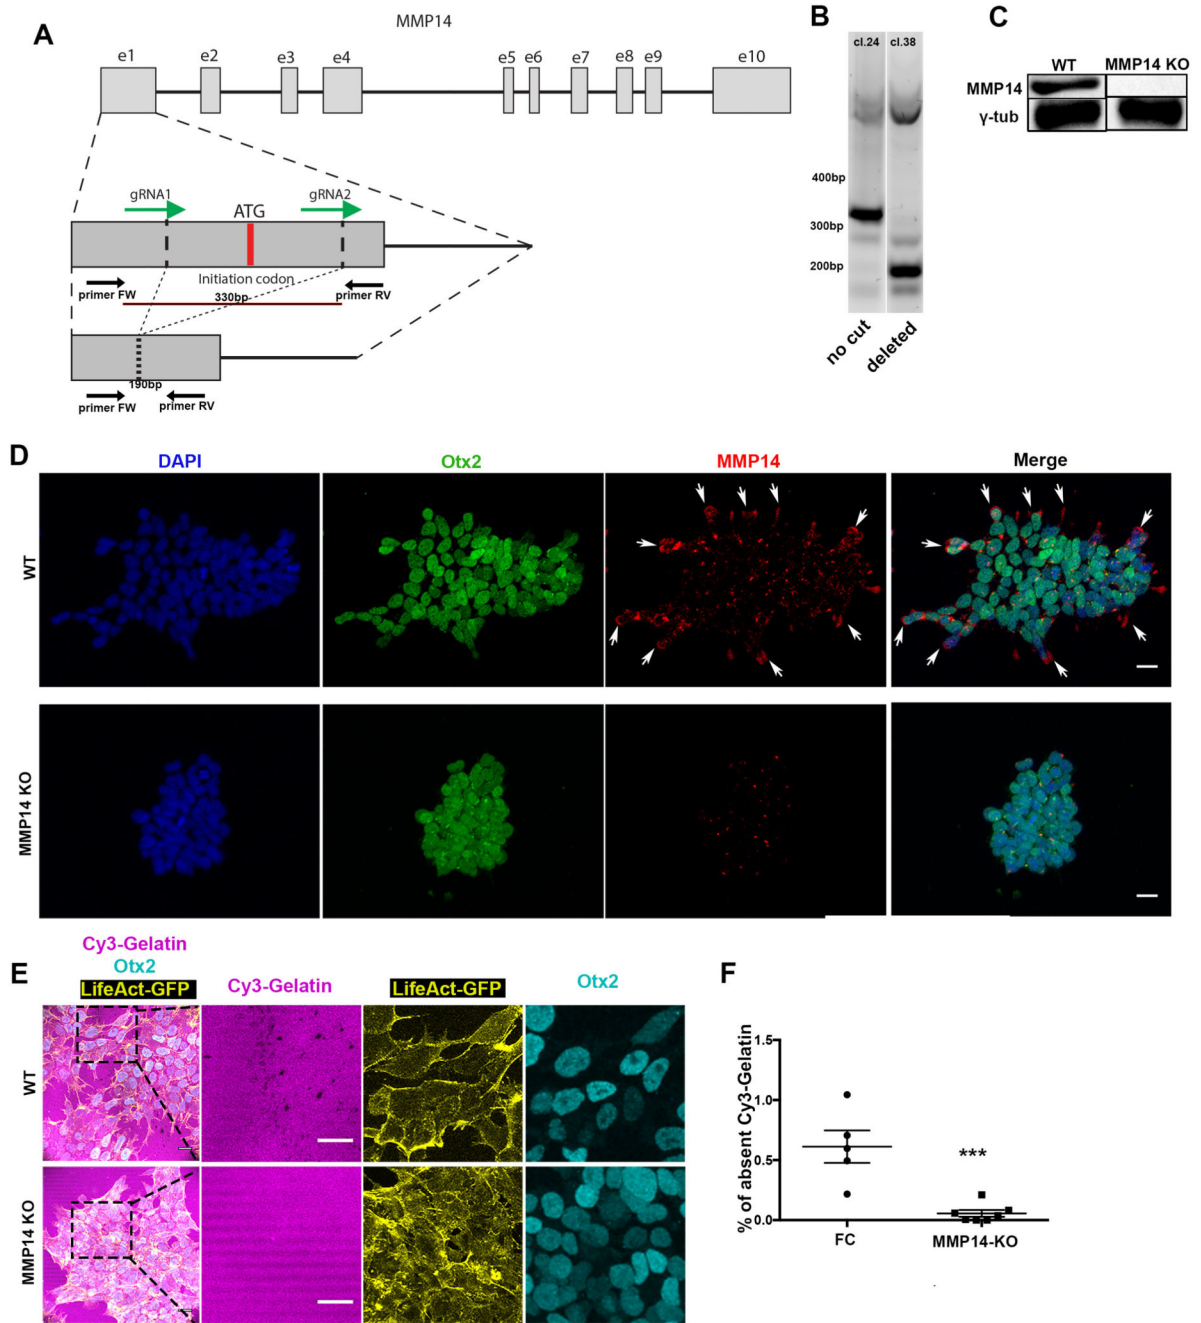 A
MMP14
e1 e2 e3 e4 e5 e6 e7 e8 e9 e10
gRNA1 gRNA2
ATG
Initiation codon
primer FW 330bp primer RV
190bp
primer FW primer RV
B
cl.24 cl.38
400bp
300bp
200bp
no cut deleted
C
WT MMP14 KO
MMP14
γ-tub
D
DAPI Otx2 MMP14 Merge
WT
MMP14 KO
E
Cy3-Gelatin
Otx2
LifeAct-GFP Cy3-Gelatin LifeAct-GFP Otx2
WT
MMP14 KO
F
% of absent Cy3-Gelatin
1.5
1.0
0.5
0.0
***
FC MMP14-KO